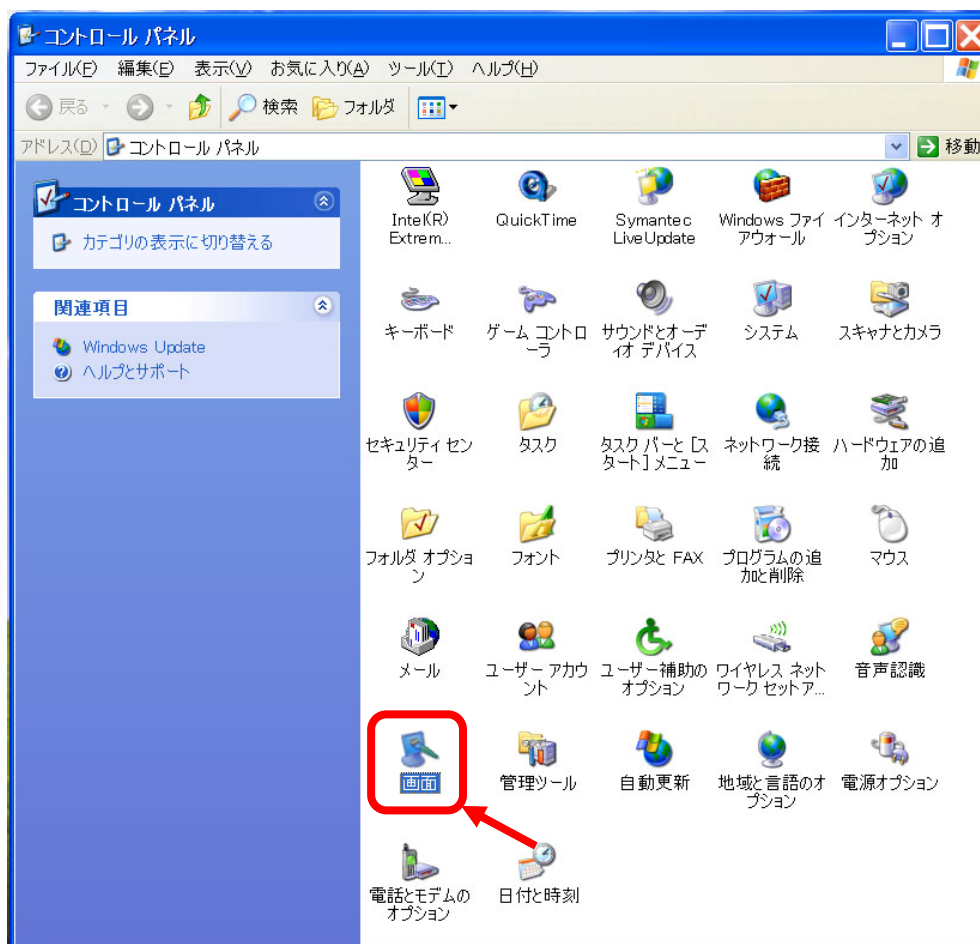 コントロール パネル
ファイル(F) 編集(E) 表示(V) お気に入り(A) ツール(T) ヘルプ(H)
戻る 検索 フォルダ
アドレス(D) コントロール パネル 移動
コントロール パネル
カテゴリの表示に切り替える
関連項目
Windows Update
ヘルプとサポート
Intel(R)
Extrem...
QuickTime
Symantec
LiveUpdate
Windows ファイ
アウォール
インターネット オ
プション
キーボード
ゲーム コントロ
ーラ
サウンドとオーデ
ィオ デバイス
システム
スキャナとカメラ
セキュリティ セン
ター
タスク
タスク バーと [ス
タート] メニュー
ネットワーク接
続
ハードウェアの追
加
フォルダ オプショ
ン
フォント
プリンタと FAX
プログラムの追
加と削除
マウス
メール
ユーザー アカウ
ント
ユーザー補助の
オプション
ワイヤレス ネット
ワーク セットア...
音声認識
画面
管理ツール
自動更新
地域と言語のオ
プション
電源オプション
電話とモデムの
オプション
日付と時刻